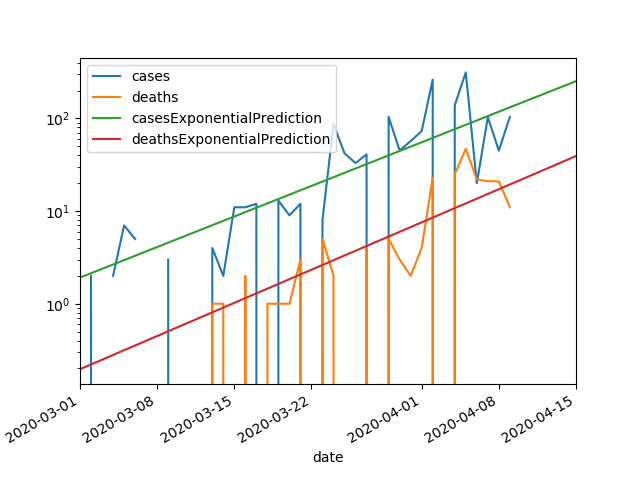 cases
deaths
casesExponentialPrediction
deathsExponentialPrediction
10²
10¹
10⁰
2020-03-01
2020-03-08
2020-03-15
2020-03-22
2020-04-01
2020-04-08
2020-04-15
date